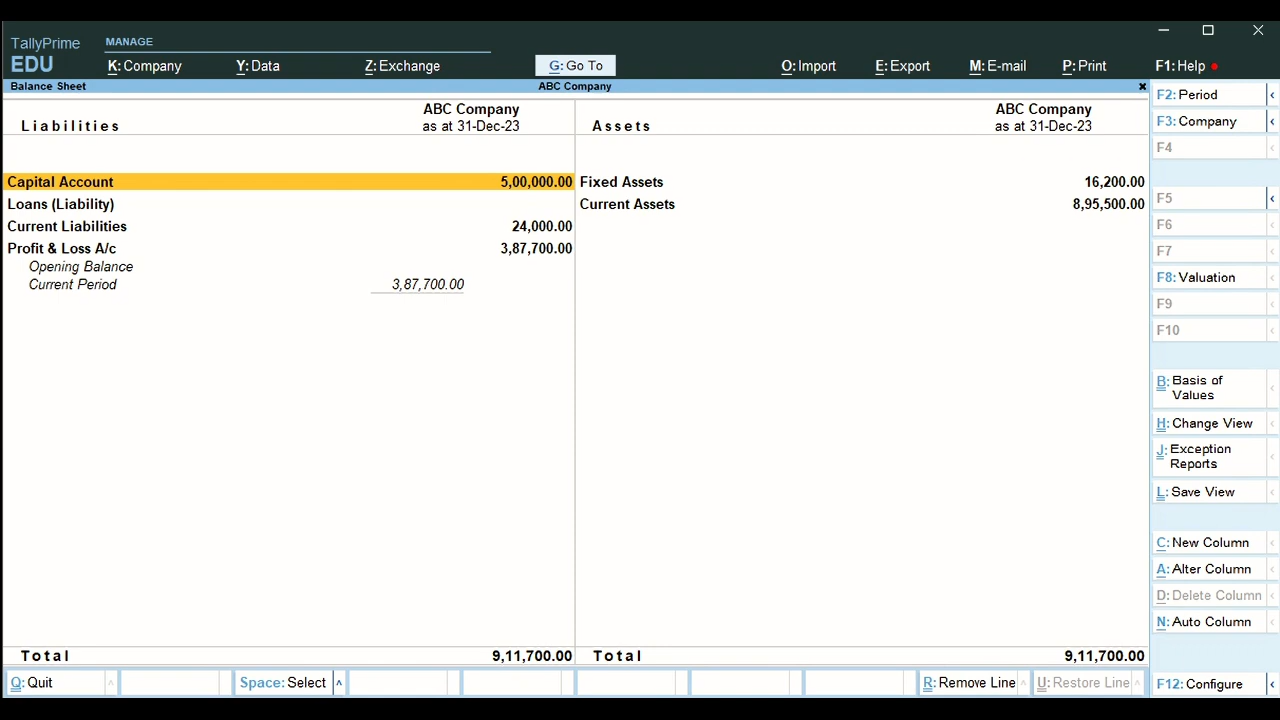 TallyPrime
EDU
MANAGE
K: Company Y: Data Z: Exchange G: Go To O: Import E: Export M: E-mail P: Print F1: Help
Balance Sheet ABC Company
Liabilities
ABC Company
as at 31-Dec-23
Assets
ABC Company
as at 31-Dec-23
Capital Account 5,00,000.00
Loans (Liability)
Current Liabilities 24,000.00
Profit & Loss A/c 3,87,700.00
Opening Balance
Current Period 3,87,700.00
Fixed Assets 16,200.00
Current Assets 8,95,500.00
Total 9,11,700.00
Total 9,11,700.00
F2: Period
F3: Company
F4
F5
F6
F7
F8: Valuation
F9
F10
B: Basis of
Values
H: Change View
J: Exception
Reports
L: Save View
C: New Column
A: Alter Column
D: Delete Column
N: Auto Column
Q: Quit Space: Select R: Remove Line U: Restore Line F12: Configure